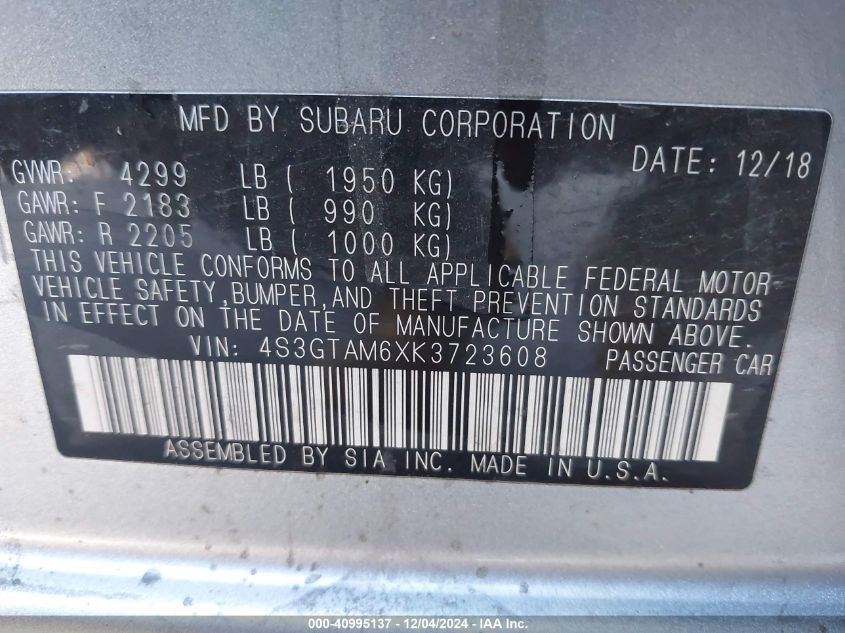 MFD BY SUBARU CORPORATION
DATE: 12/18
GVWR: 4299 LB ( 1950 KG)
GAWR: F 2183 LB ( 990 KG)
GAWR: R 2205 LB ( 1000 KG)
THIS VEHICLE CONFORMS TO ALL APPLICABLE FEDERAL MOTOR
VEHICLE SAFETY,BUMPER,AND THEFT PREVENTION STANDARDS
IN EFFECT ON THE DATE OF MANUFACTURE SHOWN ABOVE.
VIN: 4S3GTAM6XK3723608 PASSENGER CAR
ASSEMBLED BY SIA INC. MADE IN U.S.A.
000-40995137 - 12/04/2024 - IAA Inc.